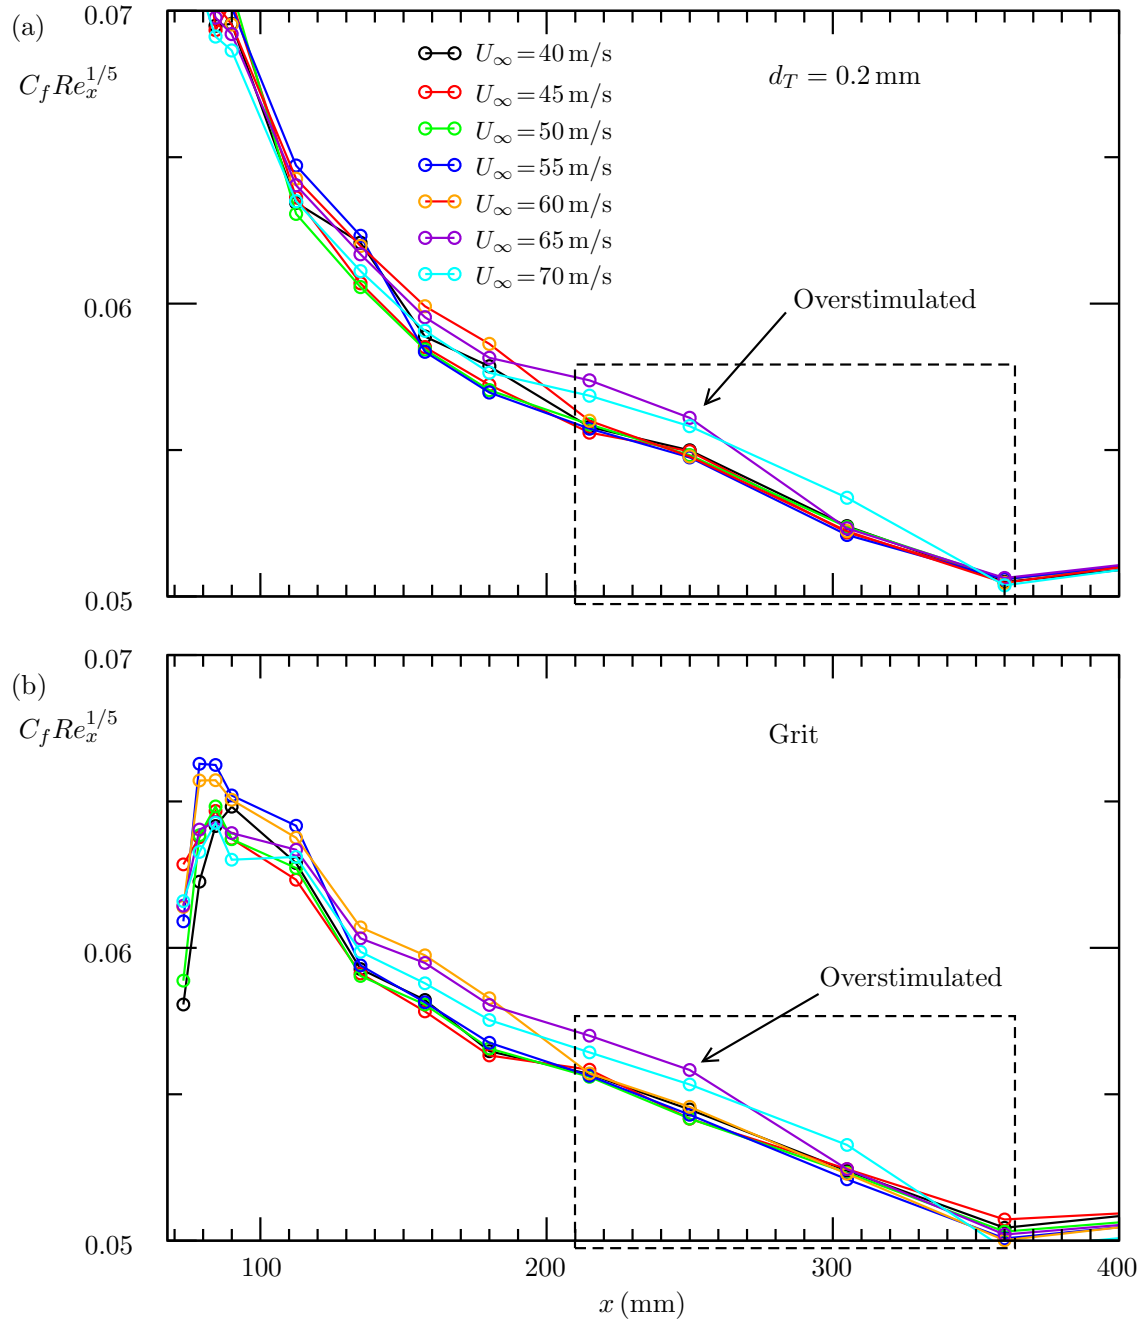 (a)
0.07
C_f Re_x^{1/5}
U_∞ = 40 m/s
U_∞ = 45 m/s
U_∞ = 50 m/s
U_∞ = 55 m/s
U_∞ = 60 m/s
U_∞ = 65 m/s
U_∞ = 70 m/s
d_T = 0.2 mm
Overstimulated
0.06
0.05
(b)
0.07
C_f Re_x^{1/5}
Grit
Overstimulated
0.06
0.05
100 200 300 400
x (mm)